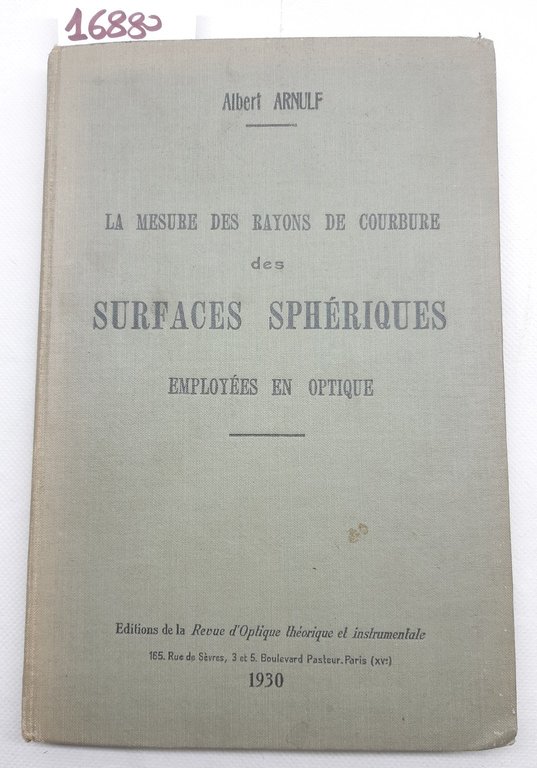 16880
Albert ARNULF
LA MESURE DES RAYONS DE COURBURE
des
SURFACES SPHÉRIQUES
EMPLOYÉES EN OPTIQUE
Editions de la Revue d'Optique théorique et instrumentale
165. Rue de Sèvres, 3 et 5. Boulevard Pasteur. Paris (XVe)
1930